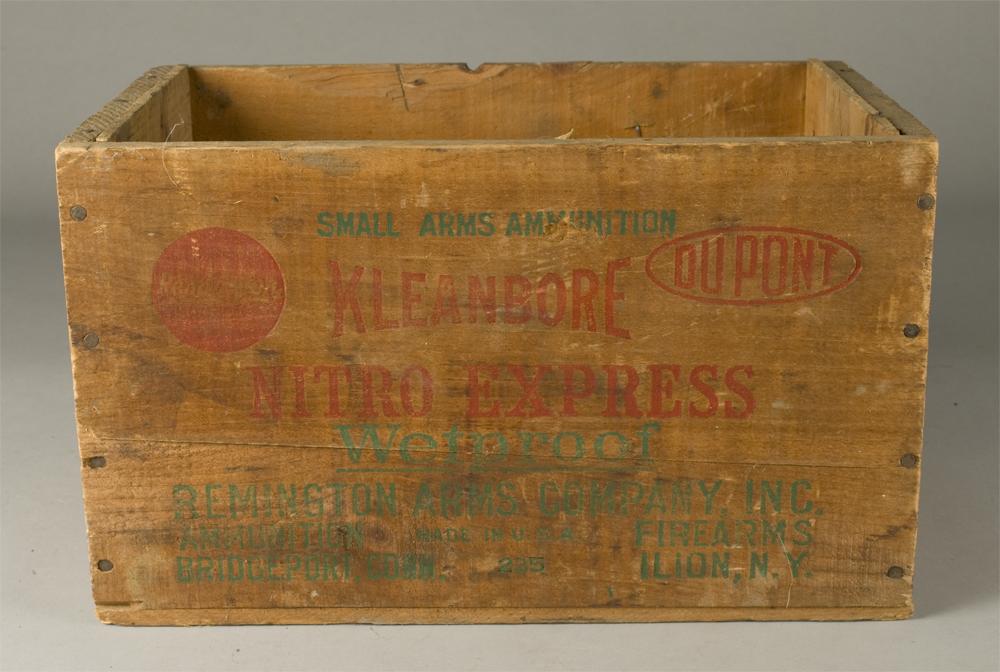 SMALL ARMS AMMUNITION
KLEANBORE
DU PONT
NITRO EXPRESS
Wetproof
REMINGTON ARMS COMPANY, INC.
AMMUNITION MADE IN U.S.A. FIREARMS
BRIDGEPORT, CONN. 235 ILION, N.Y.